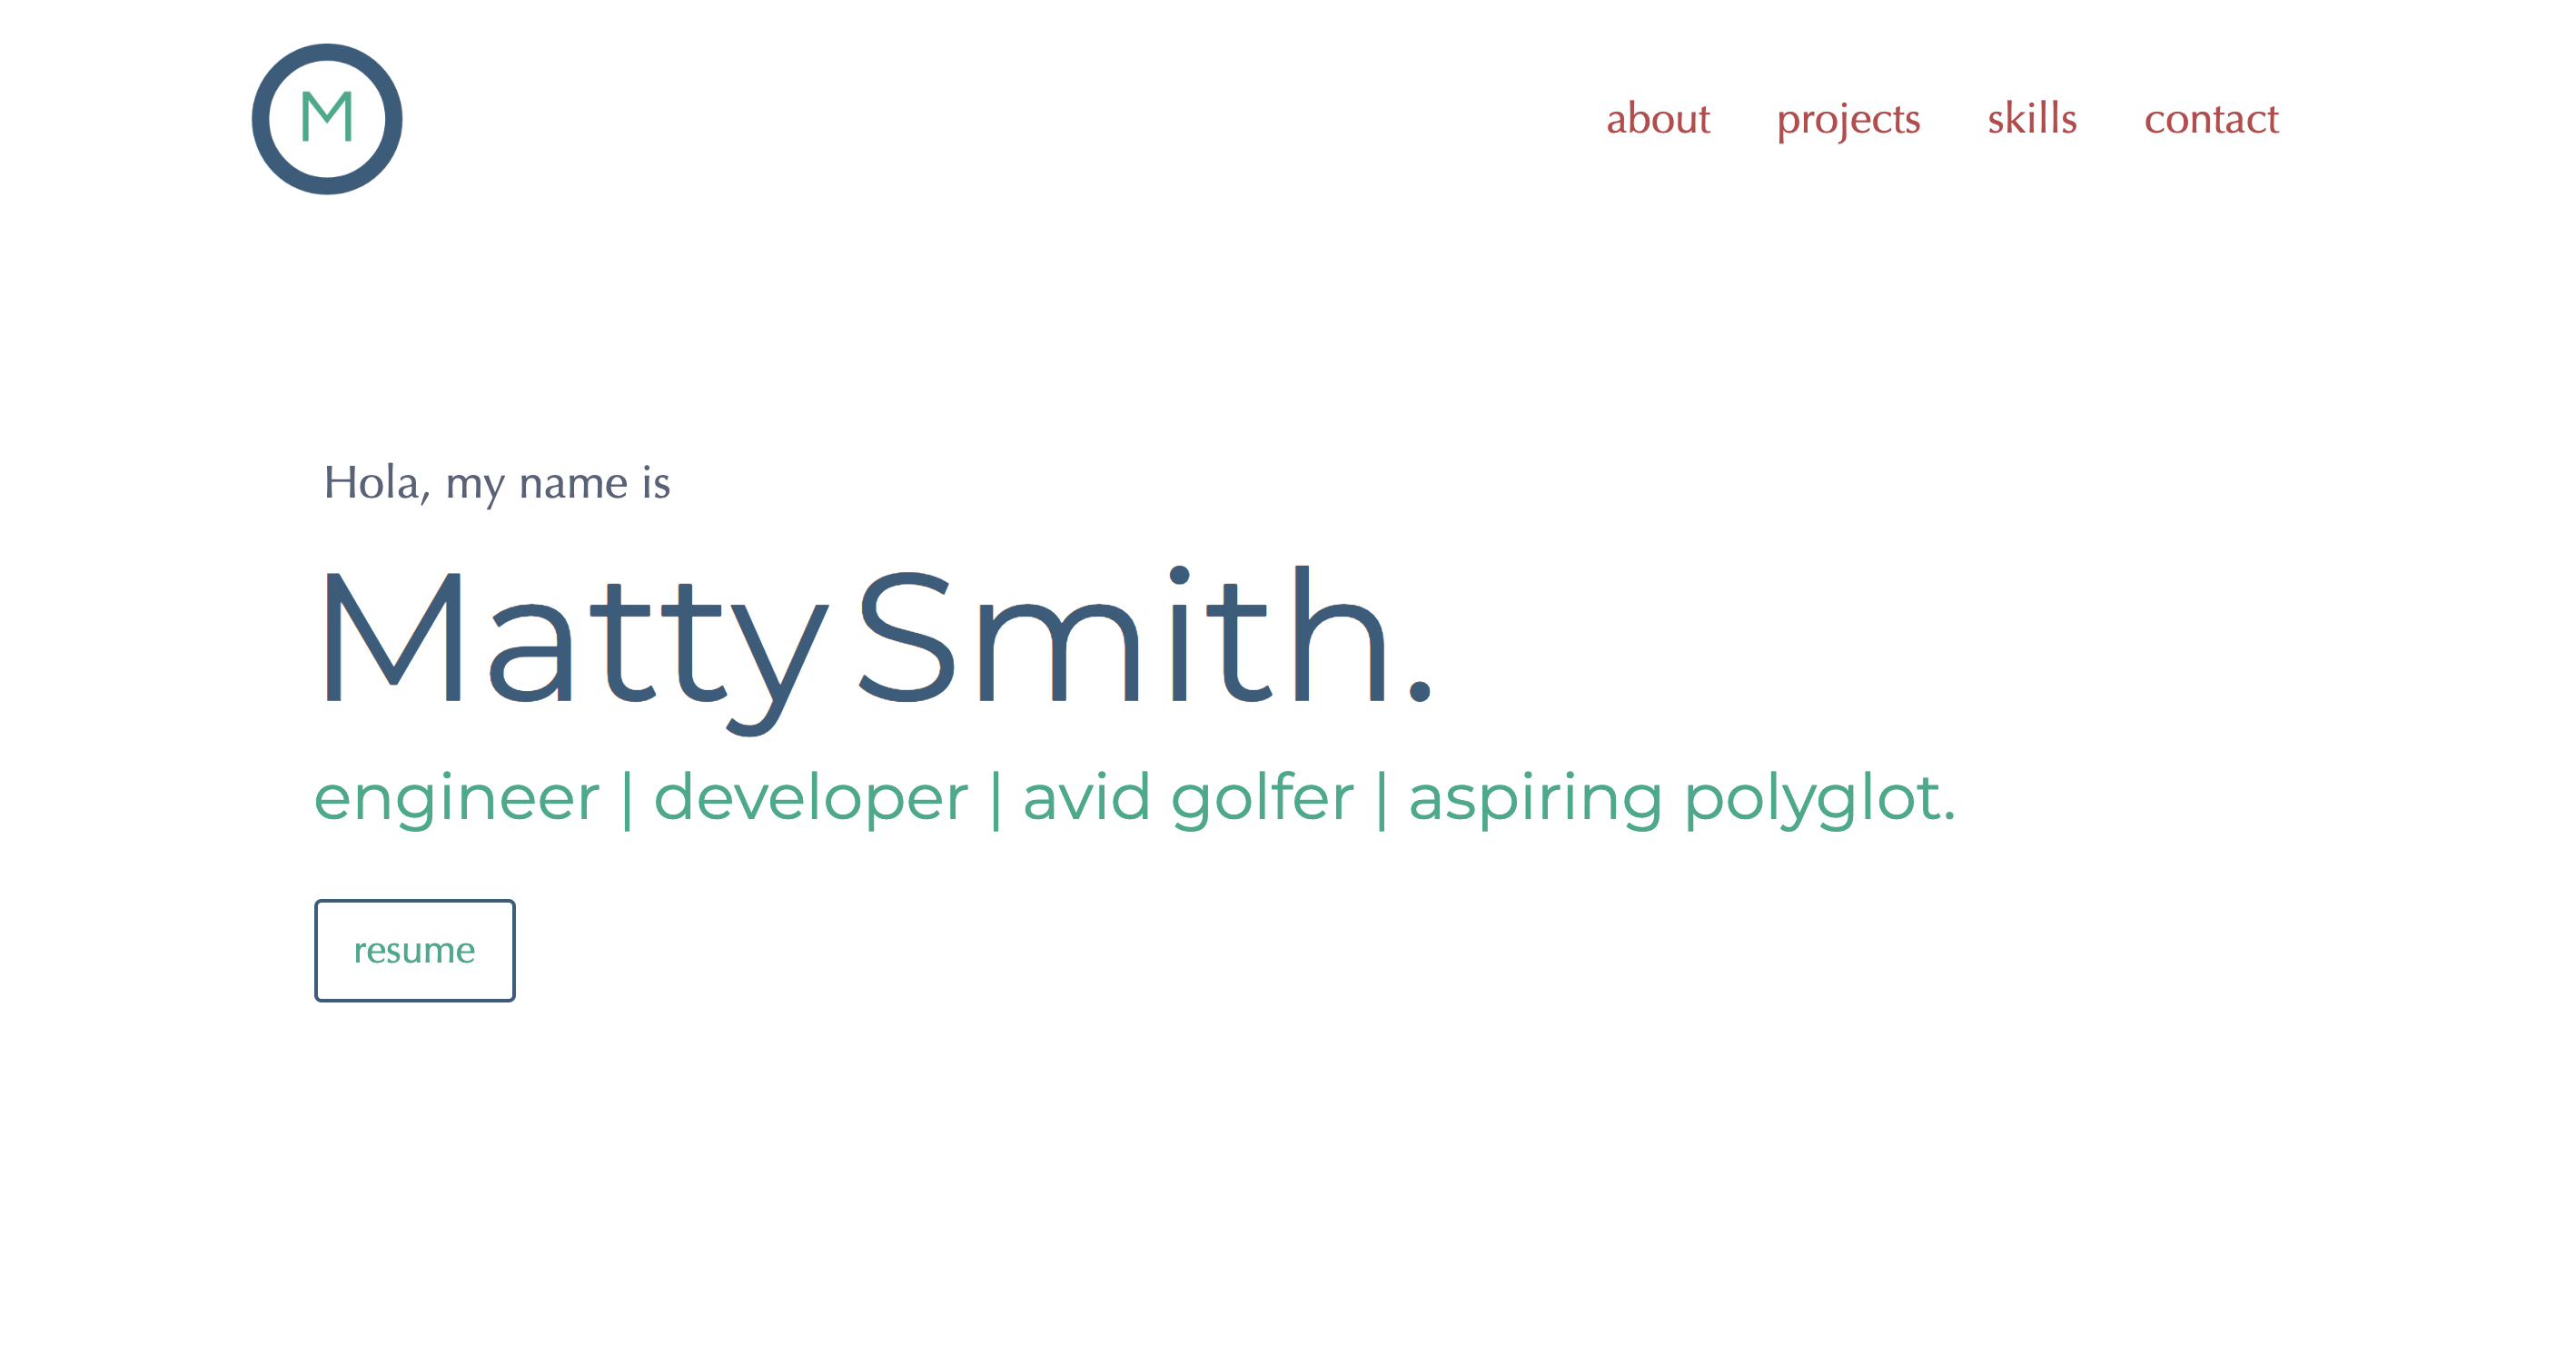 M
about projects skills contact
Hola, my name is
Matty Smith.
engineer | developer | avid golfer | aspiring polyglot.
resume